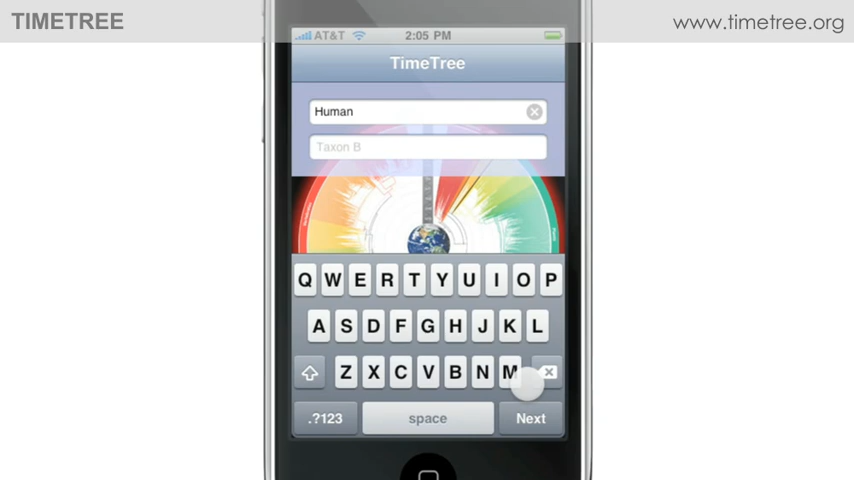 TIMETREE
www.timetree.org
AT&T 2:05 PM
TimeTree
Human
Taxon B
Q W E R T Y U I O P
A S D F G H J K L
Z X C V B N M
.?123 space Next